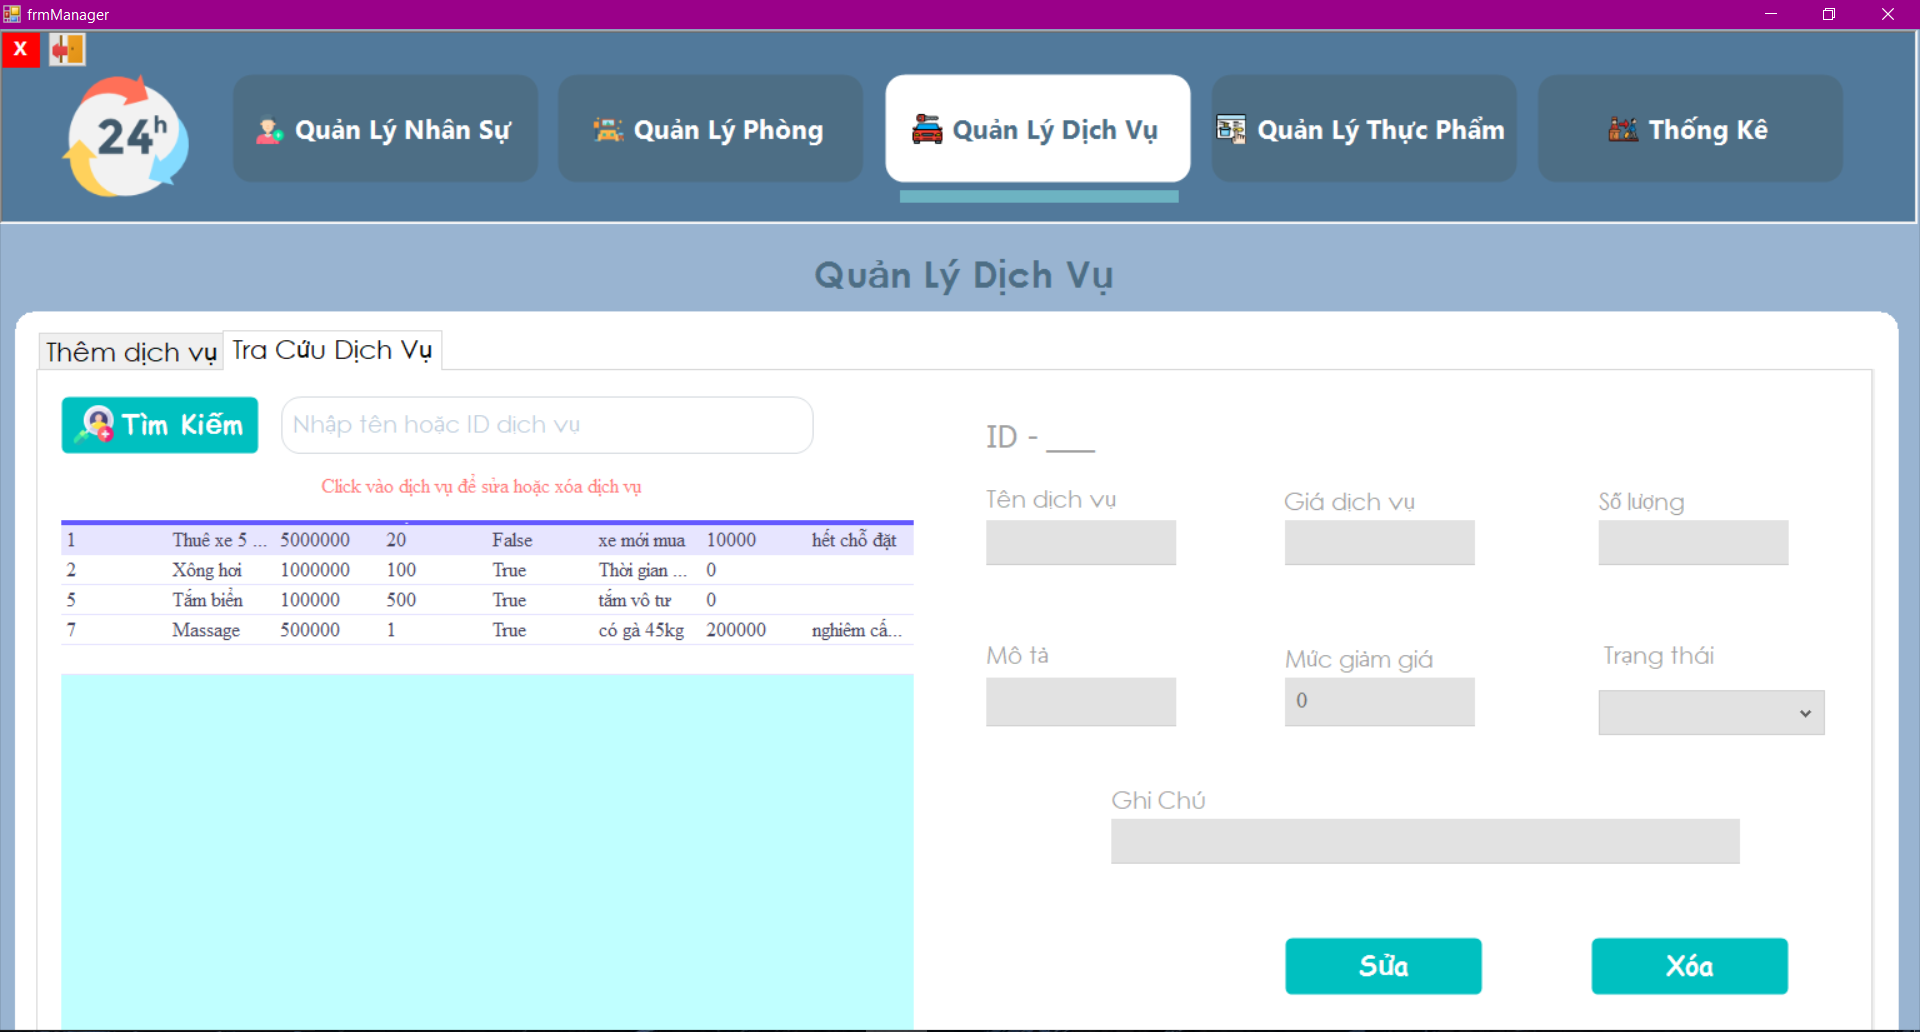 frmManager
X
24h
Quản Lý Nhân Sự
Quản Lý Phòng
Quản Lý Dịch Vụ
Quản Lý Thực Phẩm
Thống Kê
Quản Lý Dịch Vụ
Thêm dịch vụ
Tra Cứu Dịch Vụ
Tìm Kiếm
Nhập tên hoặc ID dịch vụ
Click vào dịch vụ để sửa hoặc xóa dịch vụ
1 Thuê xe 5 ... 5000000 20 False xe mới mua 10000 hết chỗ đặt
2 Xông hơi 1000000 100 True Thời gian ... 0
5 Tắm biển 100000 500 True tắm vô tư 0
7 Massage 500000 1 True có gà 45kg 200000 nghiêm cấ...
ID - ___
Tên dịch vụ
Giá dịch vụ
Số lượng
Mô tả
Mức giảm giá
Trạng thái
0
Ghi Chú
Sửa
Xóa